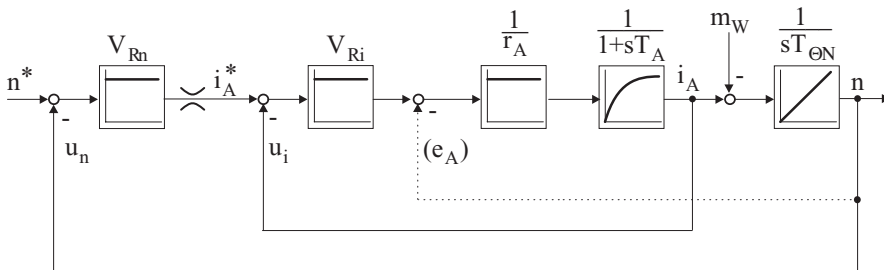 V_Rn
V_Ri
1/r_A
1/1+sT_A
m_W
1/sT_ΘN
n*
i_A^*
i_A
n
-
-
-
-
u_n
u_i
(e_A)